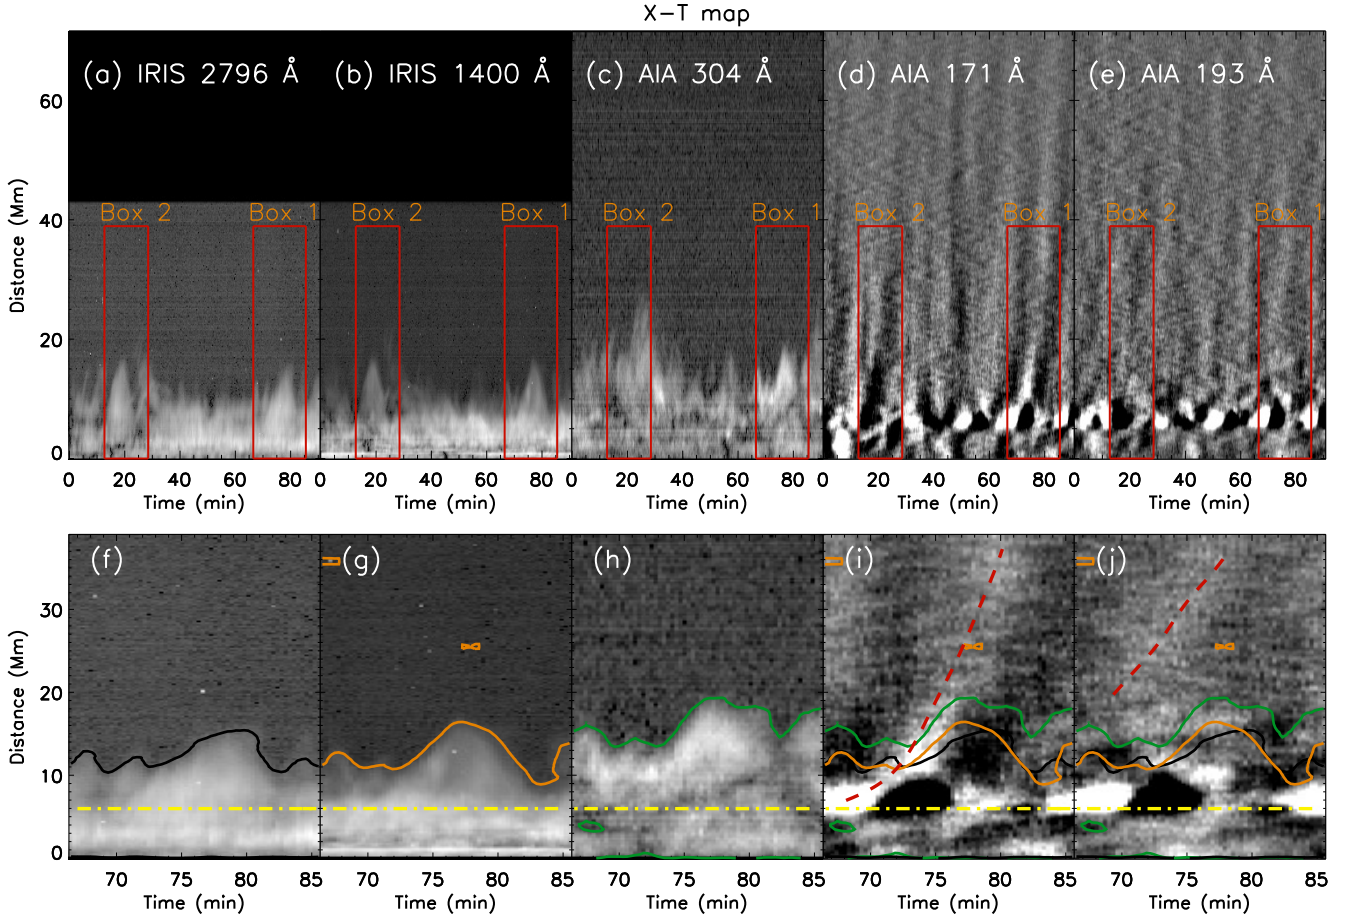 X−T map
(a) IRIS 2796 Å
(b) IRIS 1400 Å
(c) AIA 304 Å
(d) AIA 171 Å
(e) AIA 193 Å
Box 2
Box 1
Box 2
Box 1
Box 2
Box 1
Box 2
Box 1
Box 2
Box 1
Distance (Mm)
60
40
20
0
0 20 40 60 80
0 20 40 60 80
0 20 40 60 80
0 20 40 60 80
0 20 40 60 80
Time (min)
Time (min)
Time (min)
Time (min)
Time (min)
(f)
(g)
(h)
(i)
(j)
Distance (Mm)
30
20
10
0
70 75 80 85
70 75 80 85
70 75 80 85
70 75 80 85
70 75 80 85
Time (min)
Time (min)
Time (min)
Time (min)
Time (min)